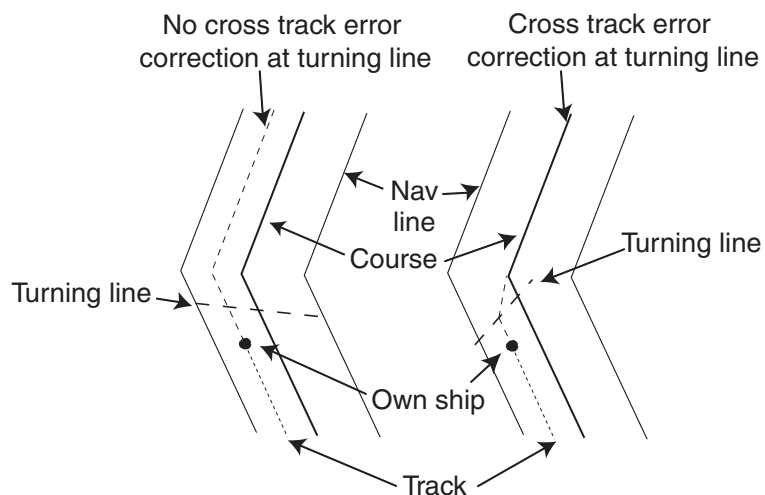 No cross track error
correction at turning line
Cross track error
correction at turning line
Nav
line
Course
Turning line
Turning line
Own ship
Track